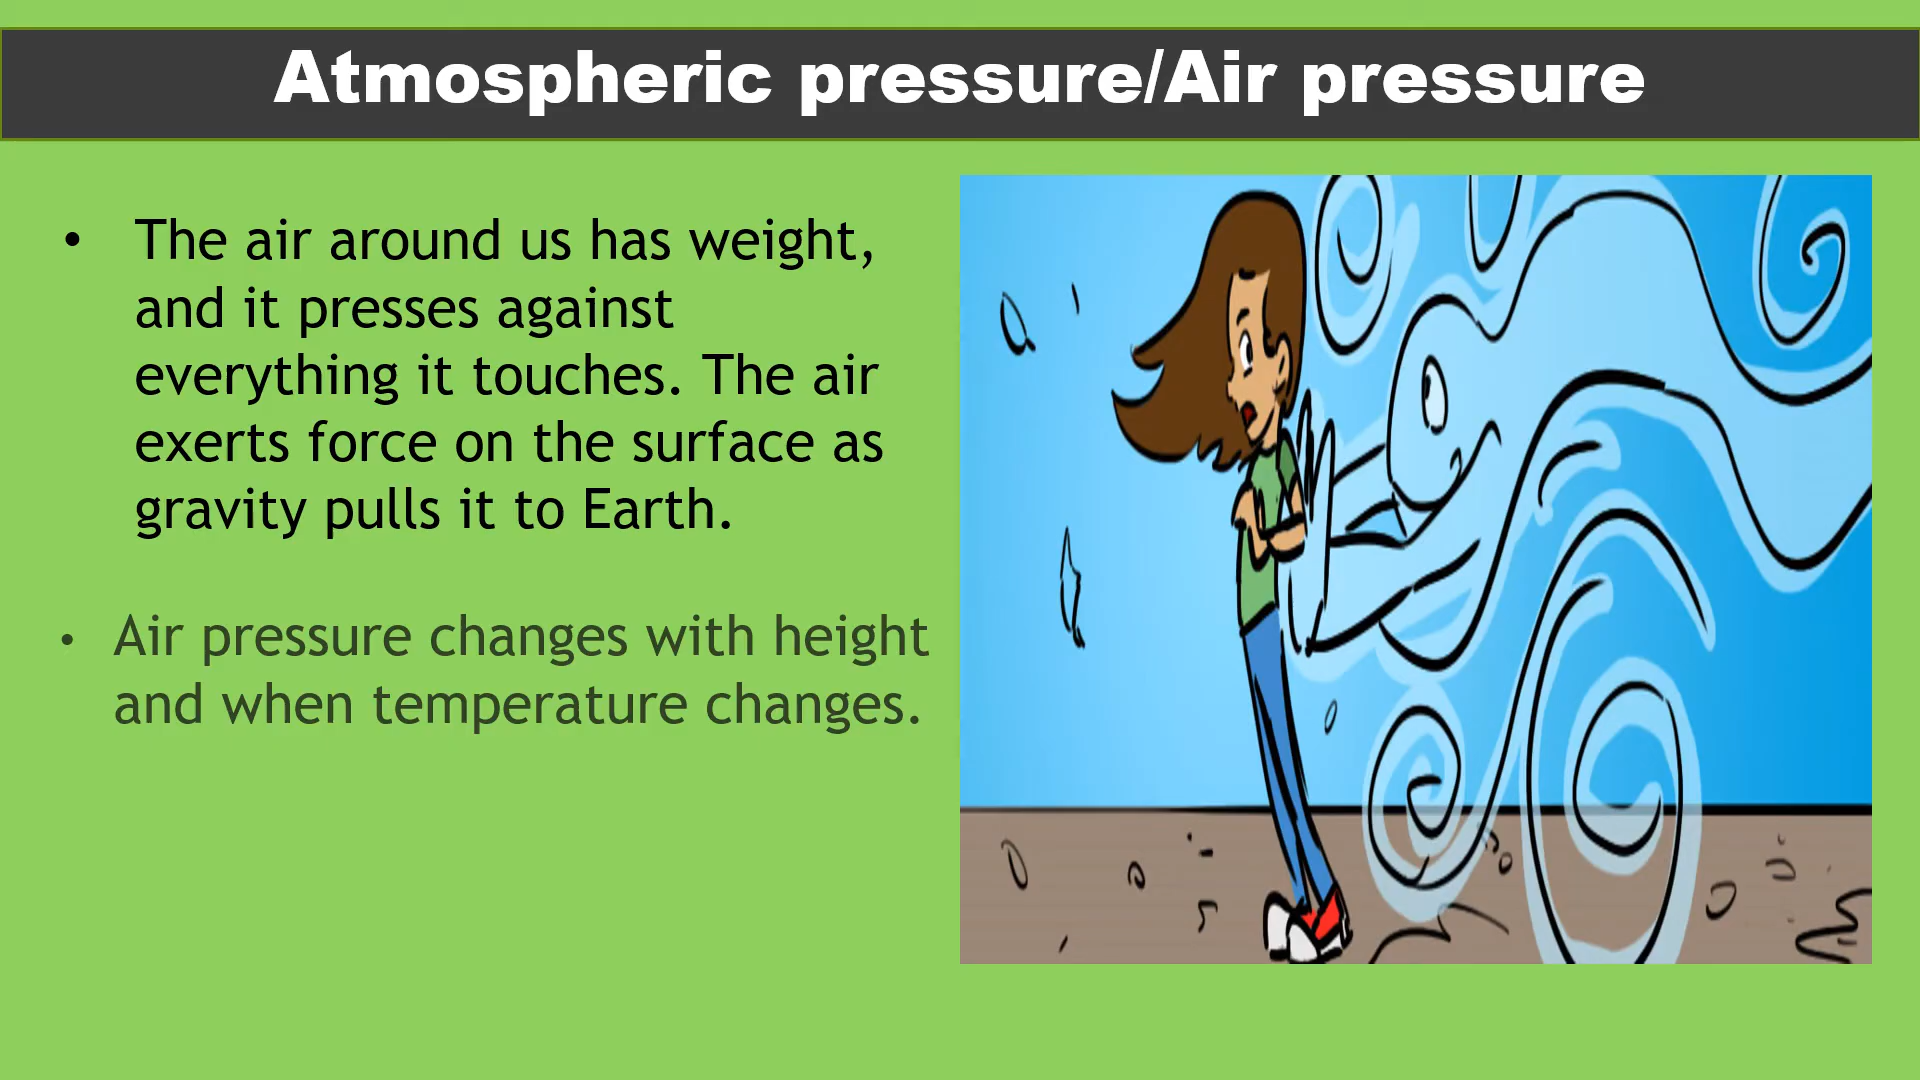 Atmospheric pressure/Air pressure
• The air around us has weight,
and it presses against
everything it touches. The air
exerts force on the surface as
gravity pulls it to Earth.
• Air pressure changes with height
and when temperature changes.